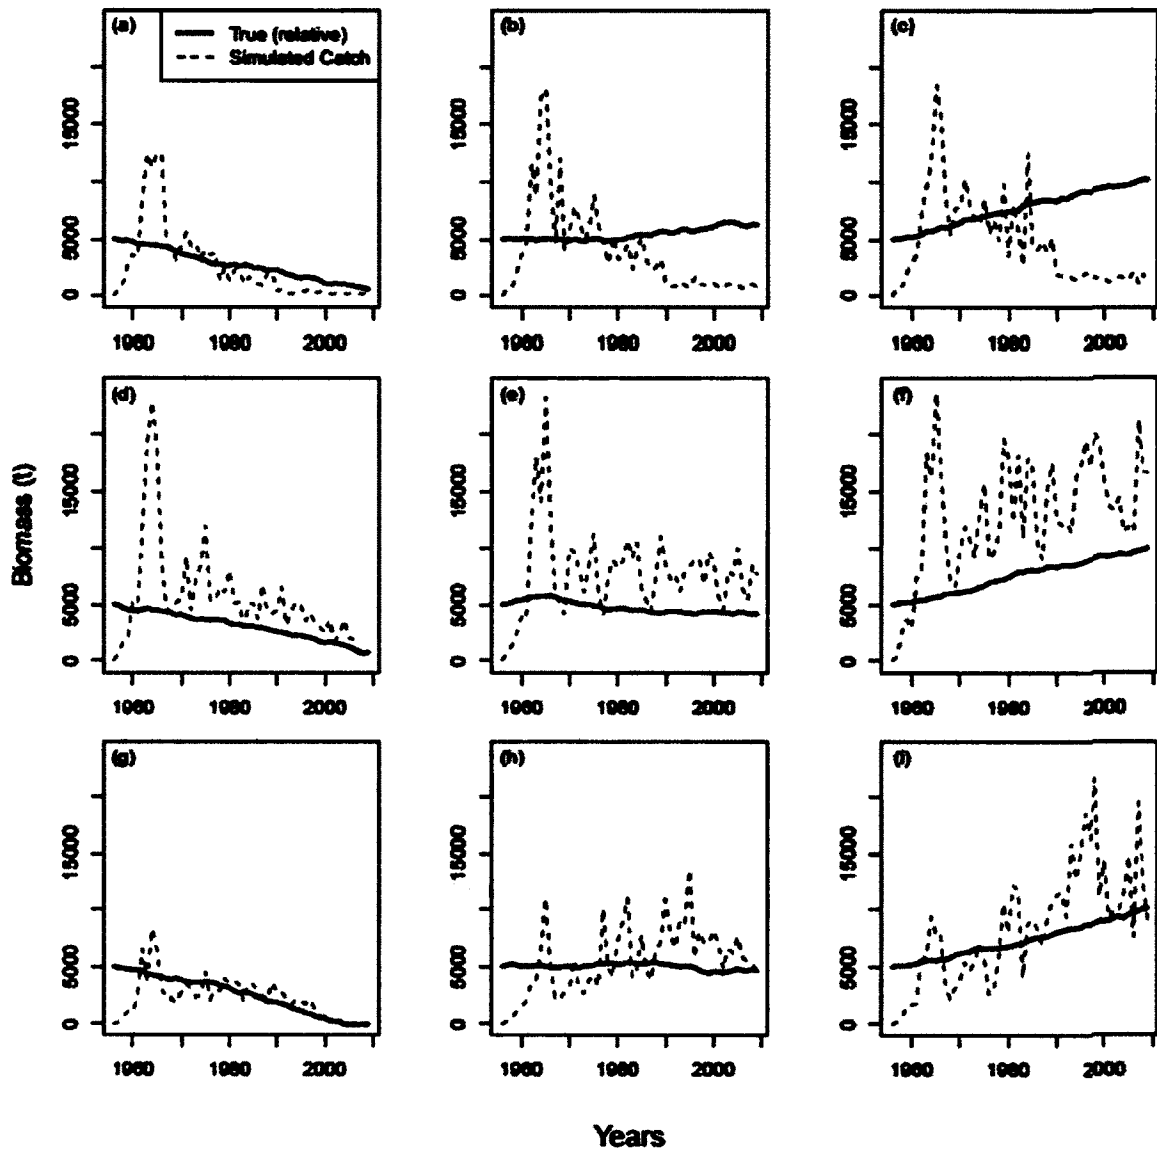 (a)
True (relative)
Simulated Catch
(b)
(c)
0 5000 15000
0 5000 15000
0 5000 15000
1960 1980 2000
1960 1980 2000
1960 1980 2000
(d)
(e)
(f)
Biomass (t)
0 5000 15000
0 5000 15000
0 5000 15000
1960 1980 2000
1960 1980 2000
1960 1980 2000
(g)
(h)
(i)
0 5000 15000
0 5000 15000
0 5000 15000
1960 1980 2000
1960 1980 2000
1960 1980 2000
Years